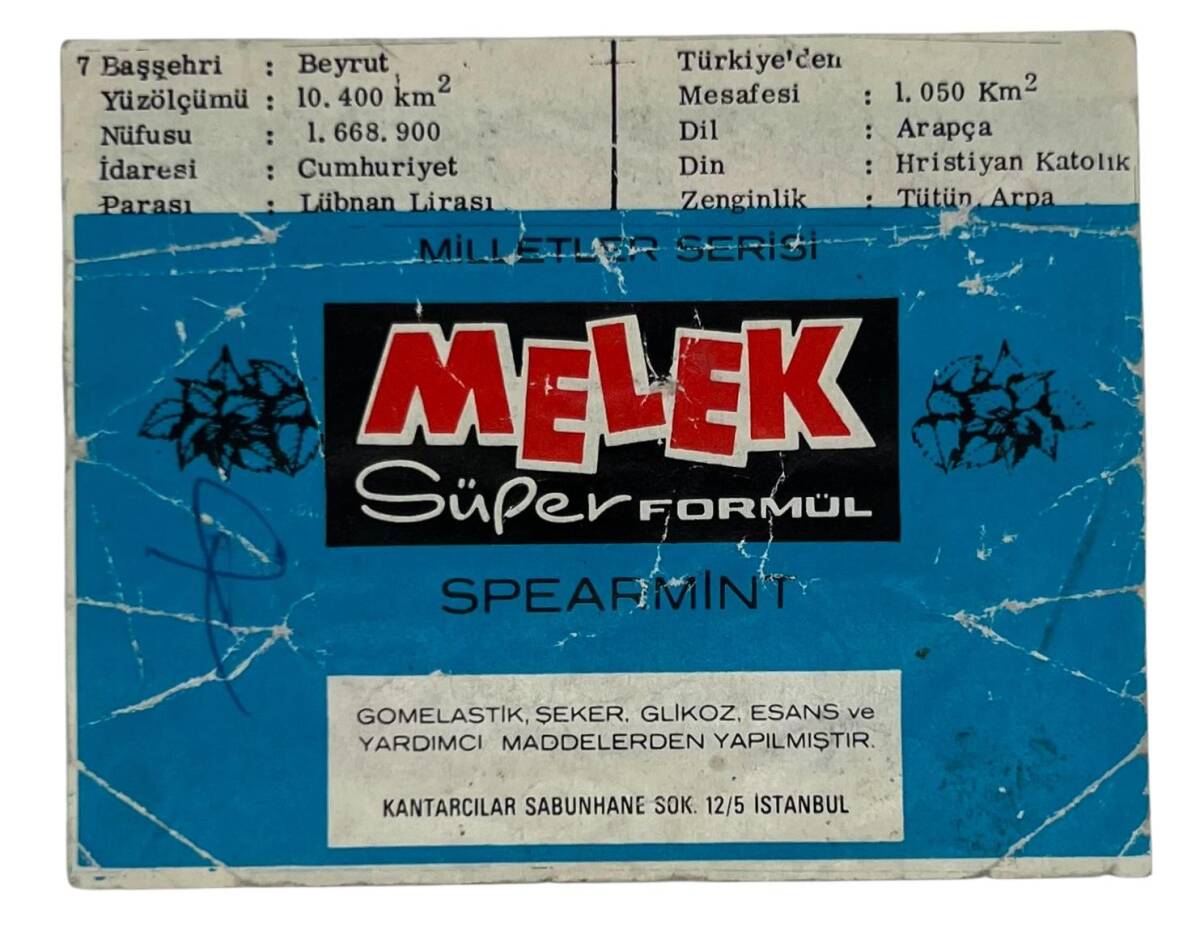 7 Başşehri : Beyrut
Yüzölçümü : 10.400 km²
Nüfusu : 1.668.900
İdaresi : Cumhuriyet
Parası : Lübnan Lirası
Türkiye'den
Mesafesi : 1.050 Km²
Dil : Arapça
Din : Hristiyan Katolik
Zenginlik : Tütün, Arpa
MİLLETLER SERİSİ
MELEK
Süper FORMÜL
SPEARMİNT
GOMELASTİK, ŞEKER, GLİKOZ, ESANS ve
YARDIMCI MADDELERDEN YAPILMIŞTIR.
KANTARCILAR SABUNHANE SOK. 12/5 İSTANBUL